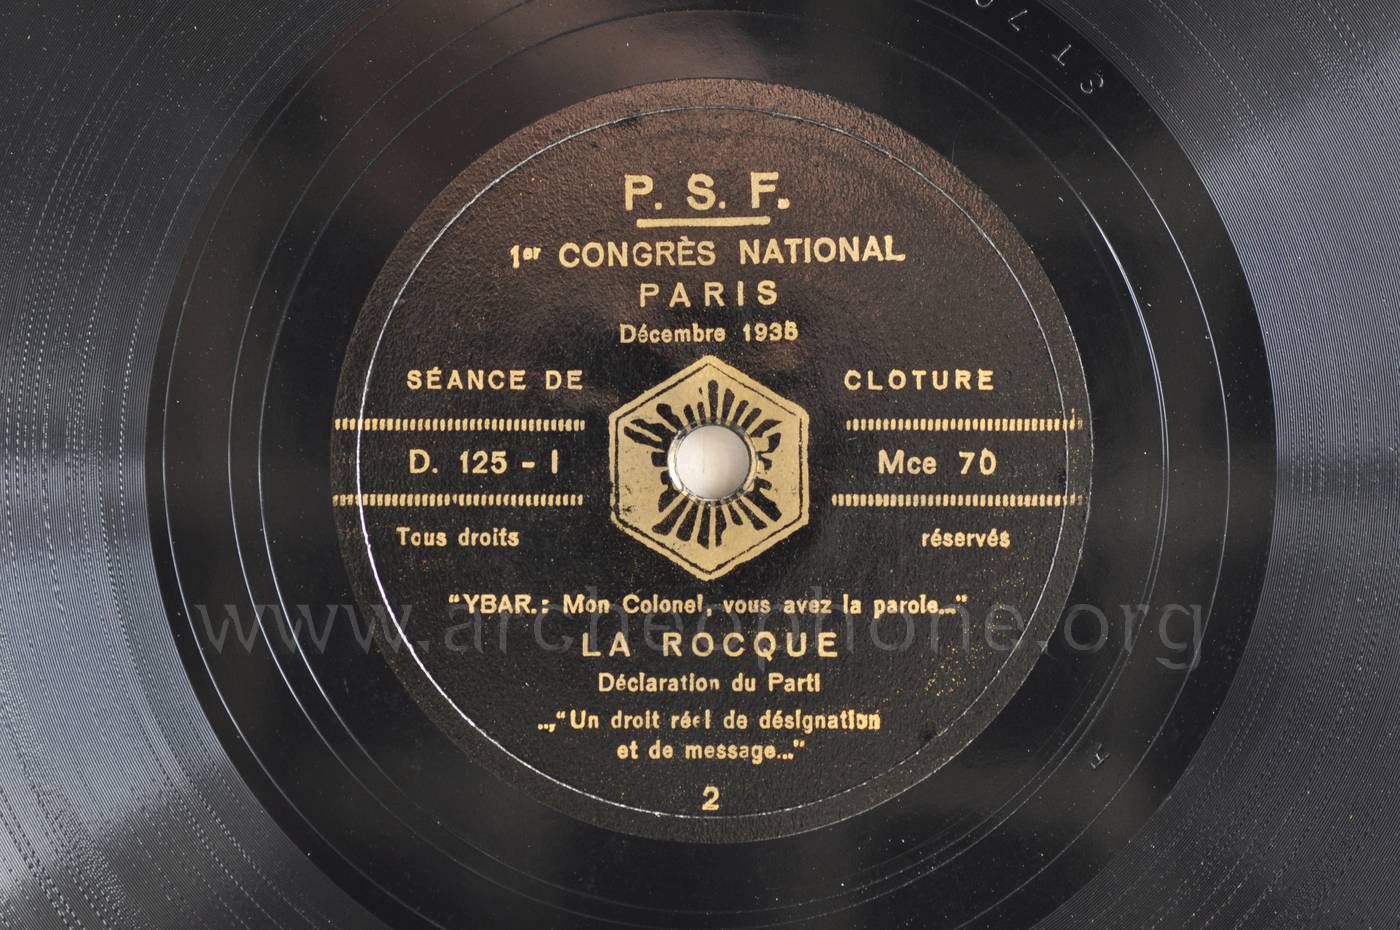 P. S. F.
1er CONGRÈS NATIONAL
PARIS
Décembre 1936
SÉANCE DE CLOTURE
D. 125 - I Mce 70
Tous droits réservés
"YBAR.: Mon Colonel, vous avez la parole..."
LA ROCQUE
Déclaration du Parti
..,"Un droit réel de désignation
et de message..."
2
www.archeophone.org
ST 70